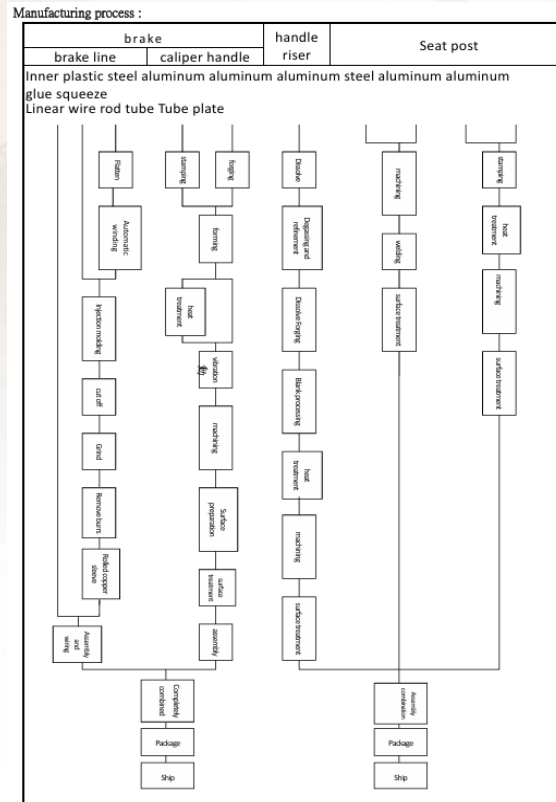 Manufacturing process :
brake
handle riser
Seat post
brake line
caliper handle
Inner plastic steel aluminum aluminum aluminum steel aluminum aluminum
glue squeeze
Linear wire rod tube Tube plate
Flatten
Automatic winding
Injection molding
cut off
Grind
Remove burrs
Rolled copper sleeve
Assembly and wiring
stamping
forging
forming
heat treatment
vibration
machining
Surface preparation
surface treatment
assembly
Completely combined
Package
Ship
Dissolve
Degassing and refinement
Dissolve Forging
Blank processing
heat treatment
machining
surface treatment
machining
welding
surface treatment
stamping
heat treatment
machining
surface treatment
Assembly combination
Package
Ship